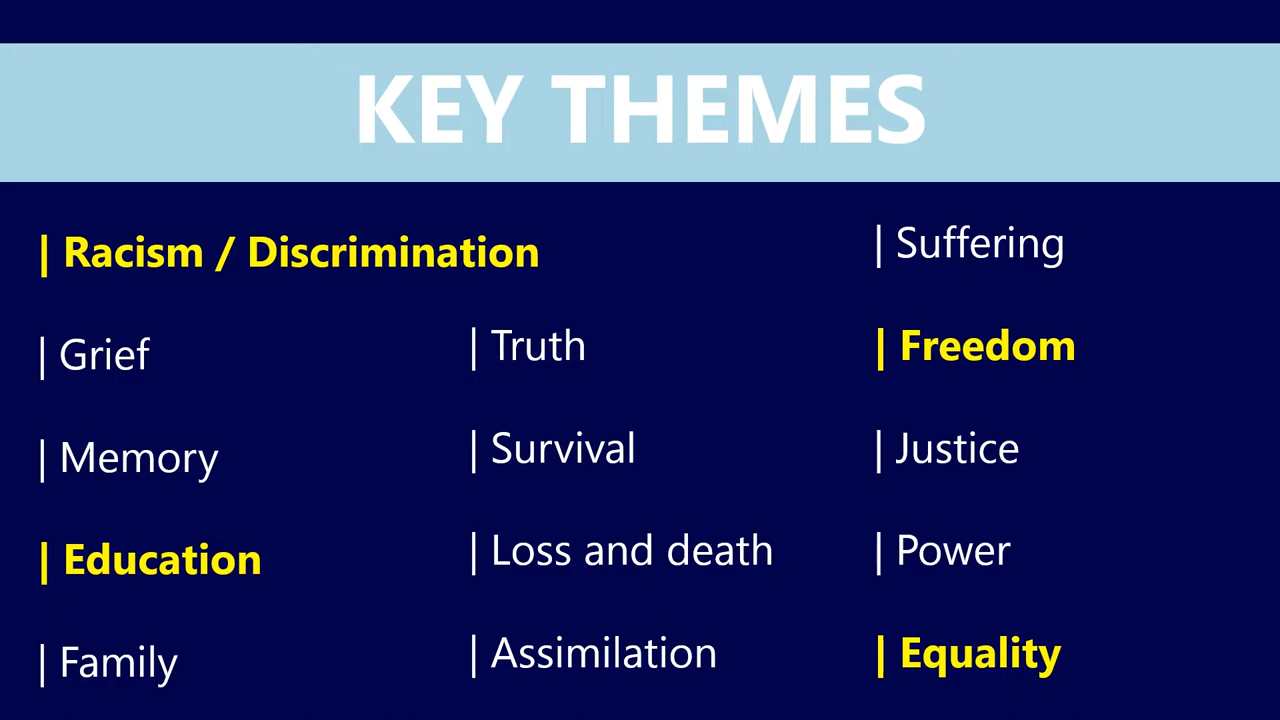 KEY THEMES
| Racism / Discrimination
| Grief
| Memory
| Education
| Family
| Truth
| Survival
| Loss and death
| Assimilation
| Suffering
| Freedom
| Justice
| Power
| Equality